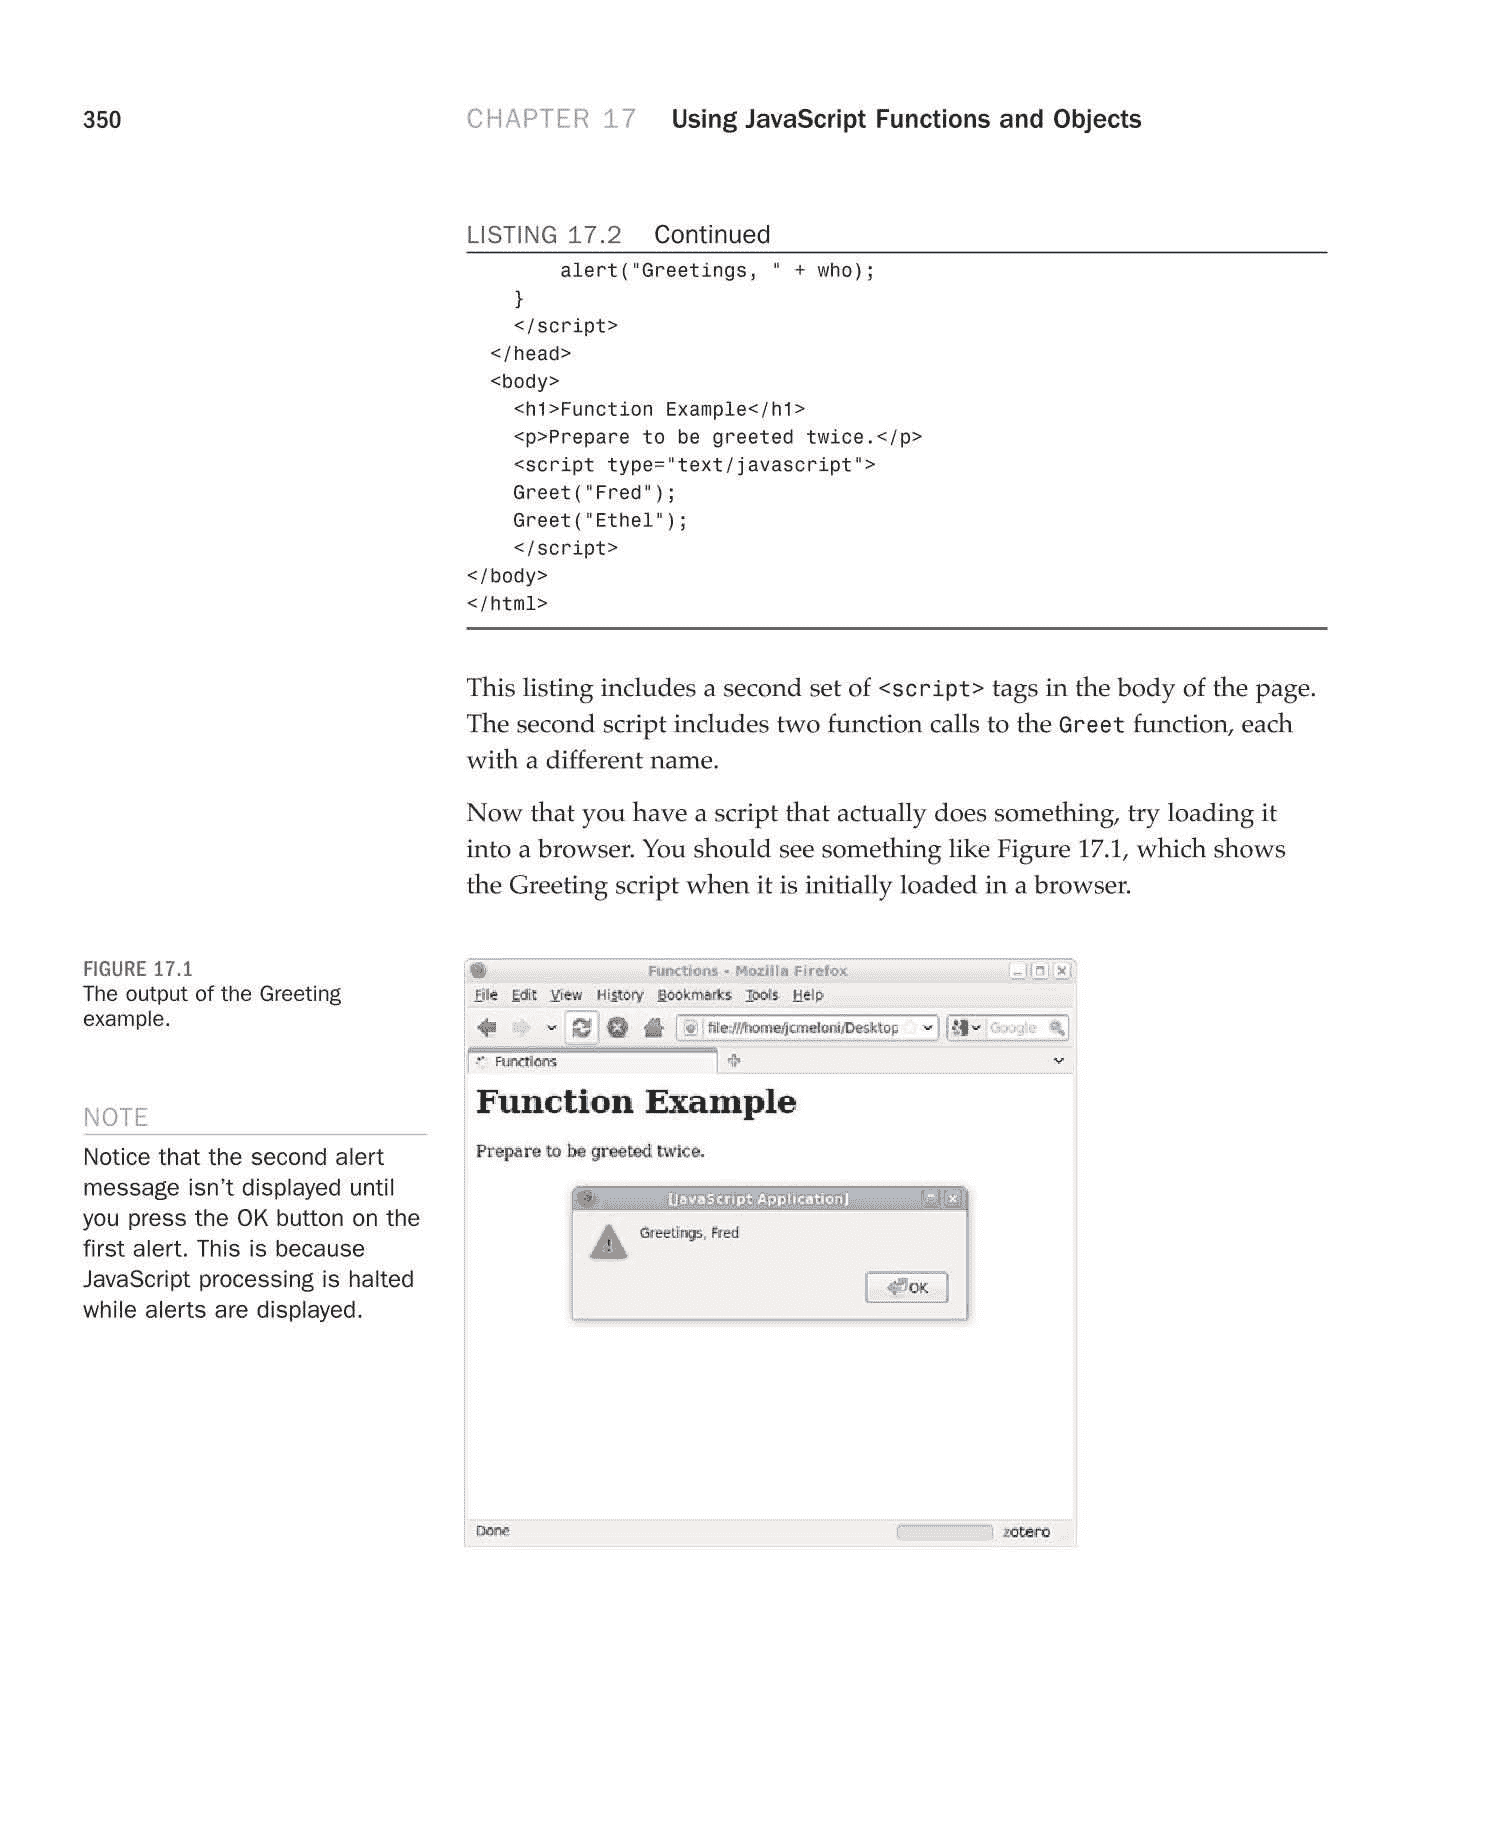 350
CHAPTER 17 Using JavaScript Functions and Objects
LISTING 17.2 Continued
alert("Greetings, " + who);
}
</script>
</head>
<body>
<h1>Function Example</h1>
<p>Prepare to be greeted twice.</p>
<script type="text/javascript">
Greet("Fred");
Greet("Ethel");
</script>
</body>
</html>
This listing includes a second set of <script> tags in the body of the page.
The second script includes two function calls to the Greet function, each
with a different name.
Now that you have a script that actually does something, try loading it
into a browser. You should see something like Figure 17.1, which shows
the Greeting script when it is initially loaded in a browser.
FIGURE 17.1
The output of the Greeting
example.
NOTE
Notice that the second alert
message isn't displayed until
you press the OK button on the
first alert. This is because
JavaScript processing is halted
while alerts are displayed.
Functions - Mozilla Firefox
File Edit View History Bookmarks Tools Help
file:///home/jcmeloni/Desktop
Google
Functions
Function Example
Prepare to be greeted twice.
[JavaScript Application]
Greetings, Fred
OK
Done
zotero